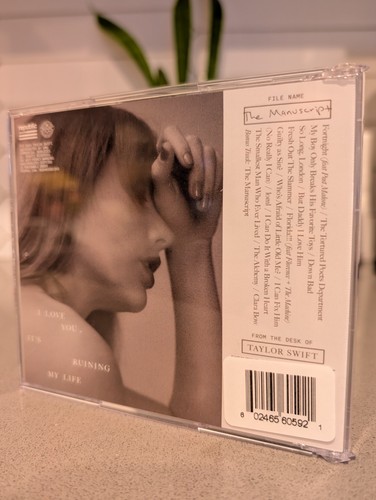 FILE NAME
The Manuscript
Fortnight (feat. Post Malone) / The Tortured Poets Department
My Boy Only Breaks His Favorite Toys / Down Bad
So Long, London / But Daddy I Love Him
Fresh Out The Slammer / Florida!!! (feat. Florence + The Machine)
Guilty as Sin? / Who's Afraid of Little Old Me? / I Can Fix Him
(No Really I Can) / loml / I Can Do It With a Broken Heart
The Smallest Man Who Ever Lived / The Alchemy / Clara Bow
Bonus Track: The Manuscript
FROM THE DESK OF
TAYLOR SWIFT
I LOVE
YOU,
RUINING
MY LIFE
6 02465 60592 1